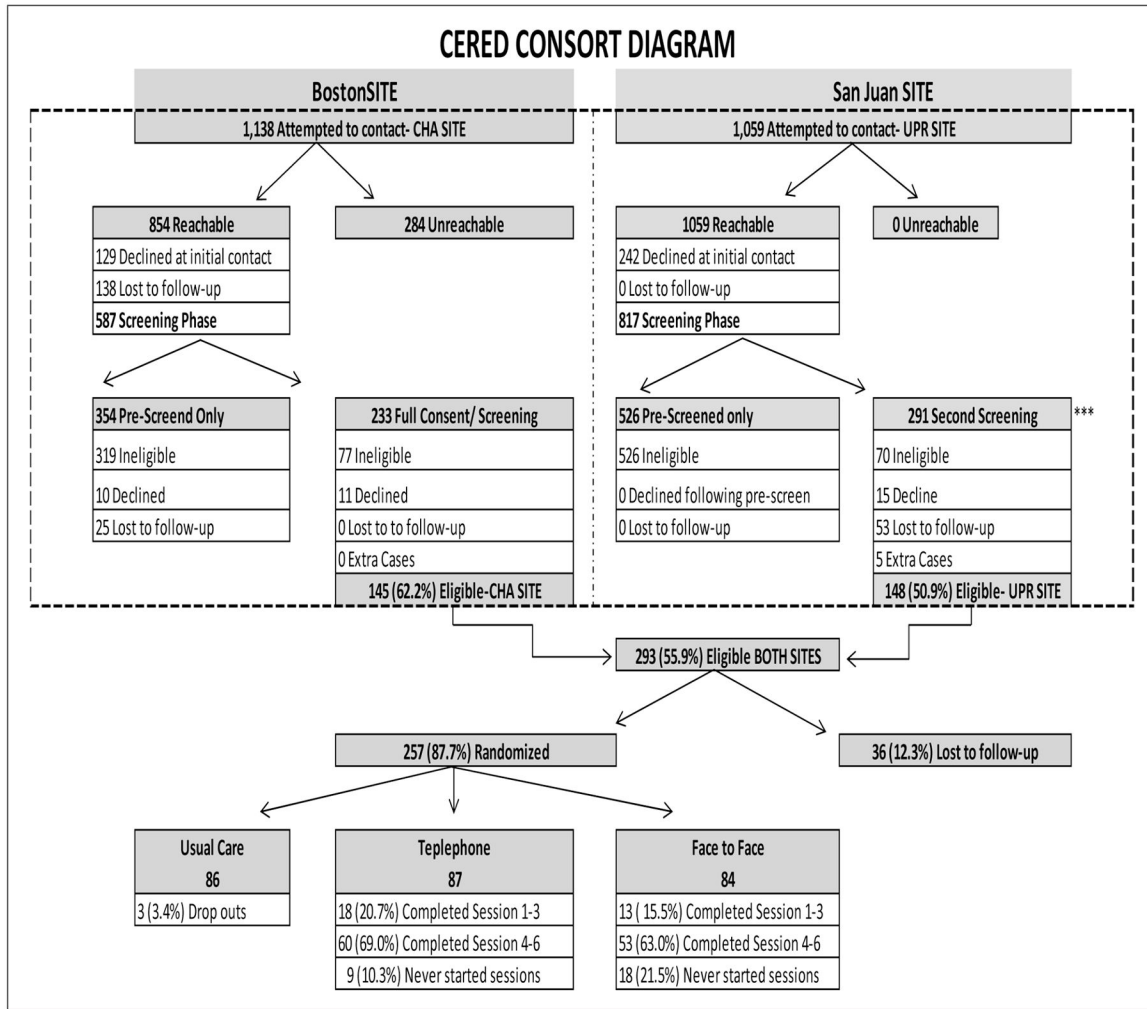 CERED CONSORT DIAGRAM
BostonSITE
1,138 Attempted to contact- CHA SITE
854 Reachable
129 Declined at initial contact
138 Lost to follow-up
587 Screening Phase
284 Unreachable
354 Pre-Screend Only
319 Ineligible
10 Declined
25 Lost to follow-up
233 Full Consent/ Screening
77 Ineligible
11 Declined
0 Lost to to follow-up
0 Extra Cases
145 (62.2%) Eligible-CHA SITE
San Juan SITE
1,059 Attempted to contact- UPR SITE
1059 Reachable
242 Declined at initial contact
0 Lost to follow-up
817 Screening Phase
0 Unreachable
526 Pre-Screened only
526 Ineligible
0 Declined following pre-screen
0 Lost to follow-up
291 Second Screening
***
70 Ineligible
15 Decline
53 Lost to follow-up
5 Extra Cases
148 (50.9%) Eligible- UPR SITE
293 (55.9%) Eligible BOTH SITES
257 (87.7%) Randomized
36 (12.3%) Lost to follow-up
Usual Care
86
3 (3.4%) Drop outs
Teplephone
87
18 (20.7%) Completed Session 1-3
60 (69.0%) Completed Session 4-6
9 (10.3%) Never started sessions
Face to Face
84
13 ( 15.5%) Completed Session 1-3
53 (63.0%) Completed Session 4-6
18 (21.5%) Never started sessions